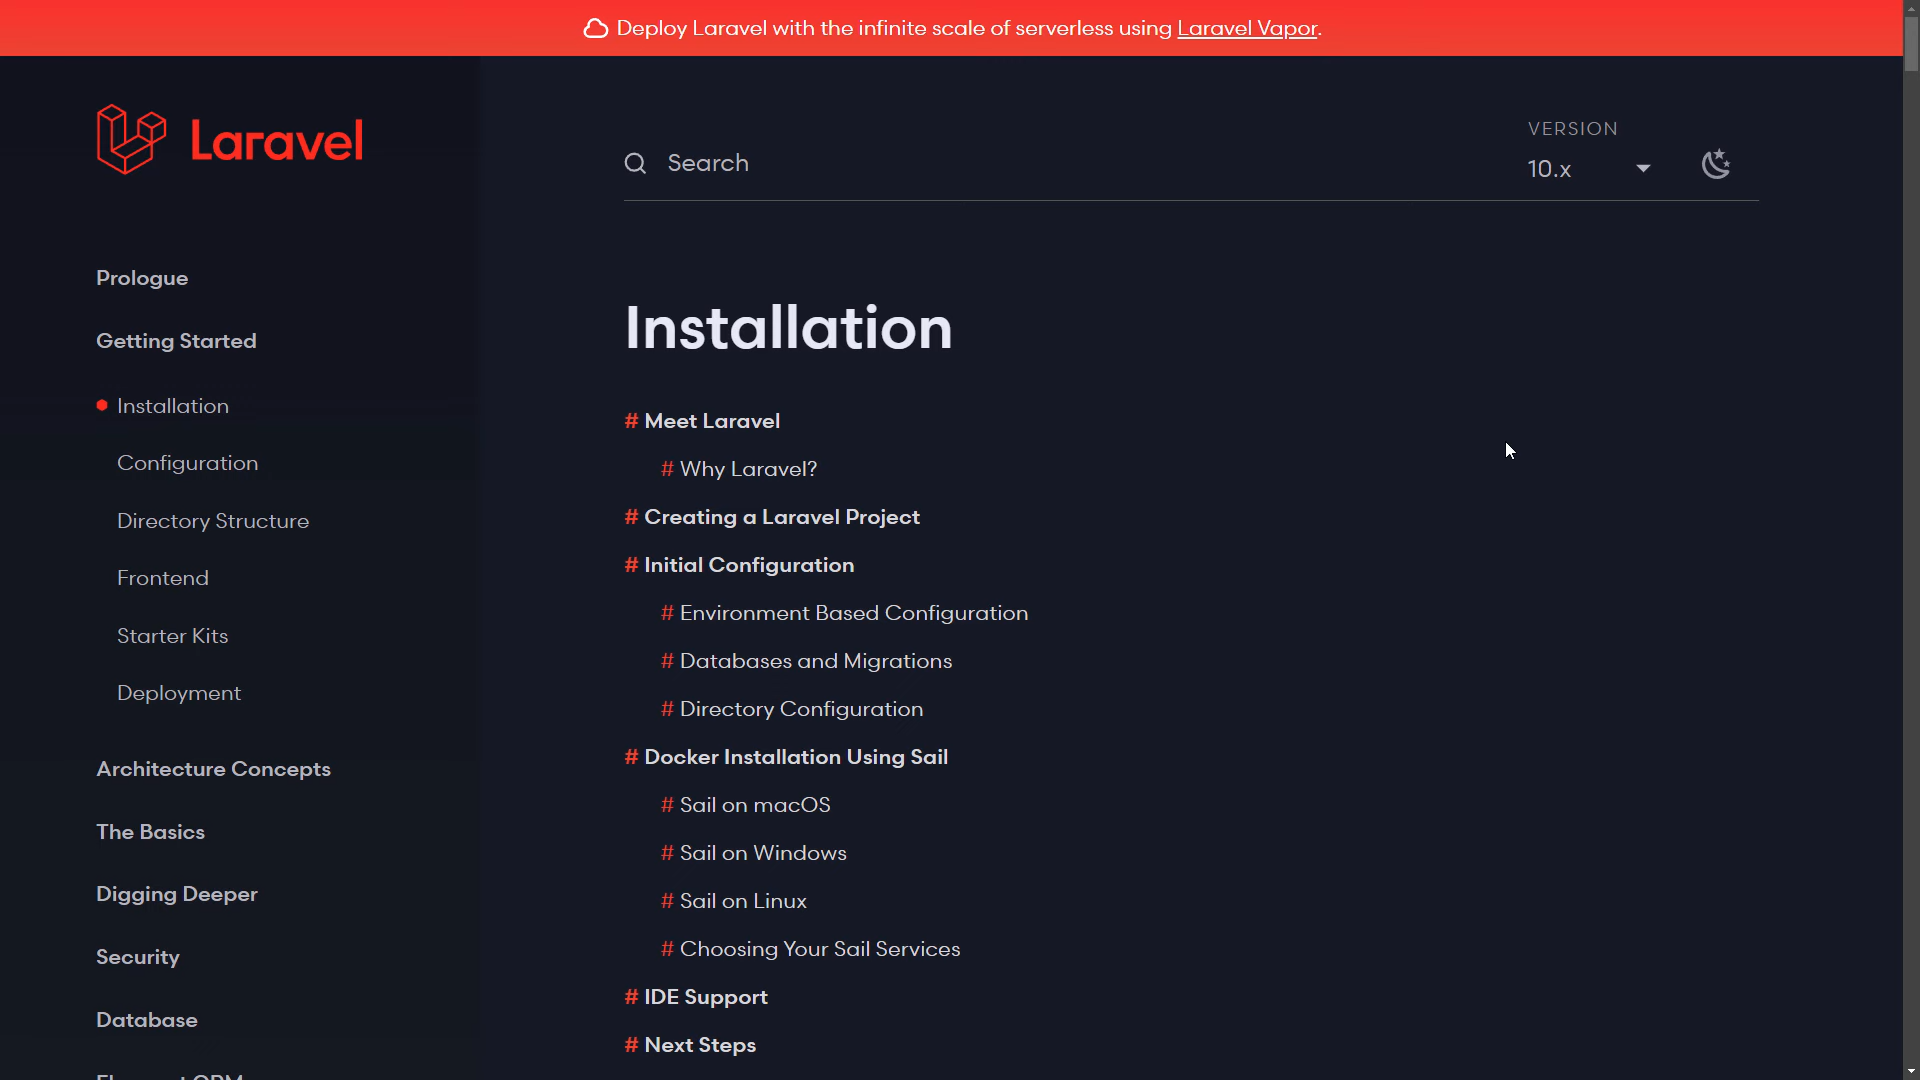 Deploy Laravel with the infinite scale of serverless using Laravel Vapor.
Laravel
VERSION
Search
10.x
Prologue
Getting Started
Installation
Configuration
Directory Structure
Frontend
Starter Kits
Deployment
Architecture Concepts
The Basics
Digging Deeper
Security
Database
Installation
# Meet Laravel
# Why Laravel?
# Creating a Laravel Project
# Initial Configuration
# Environment Based Configuration
# Databases and Migrations
# Directory Configuration
# Docker Installation Using Sail
# Sail on macOS
# Sail on Windows
# Sail on Linux
# Choosing Your Sail Services
# IDE Support
# Next Steps